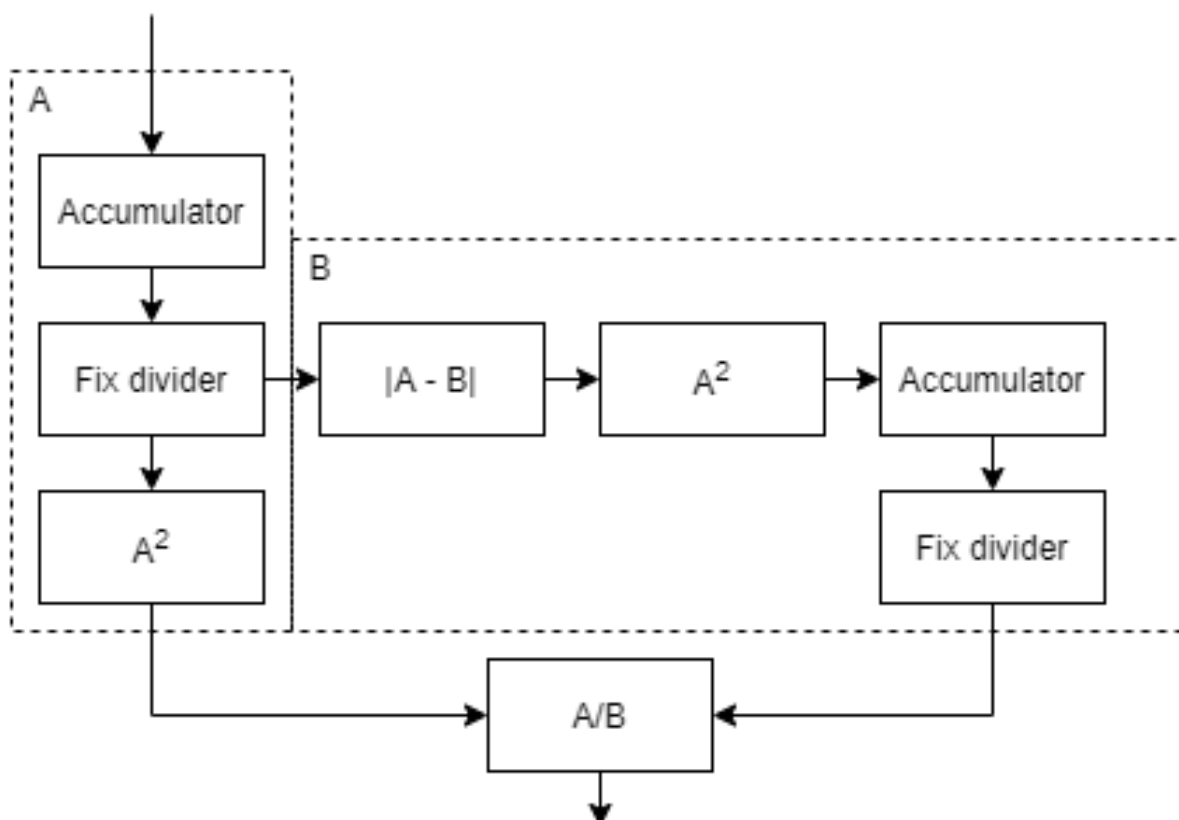 A
Accumulator
B
Fix divider
|A - B|
A²
Accumulator
A²
Fix divider
A/B